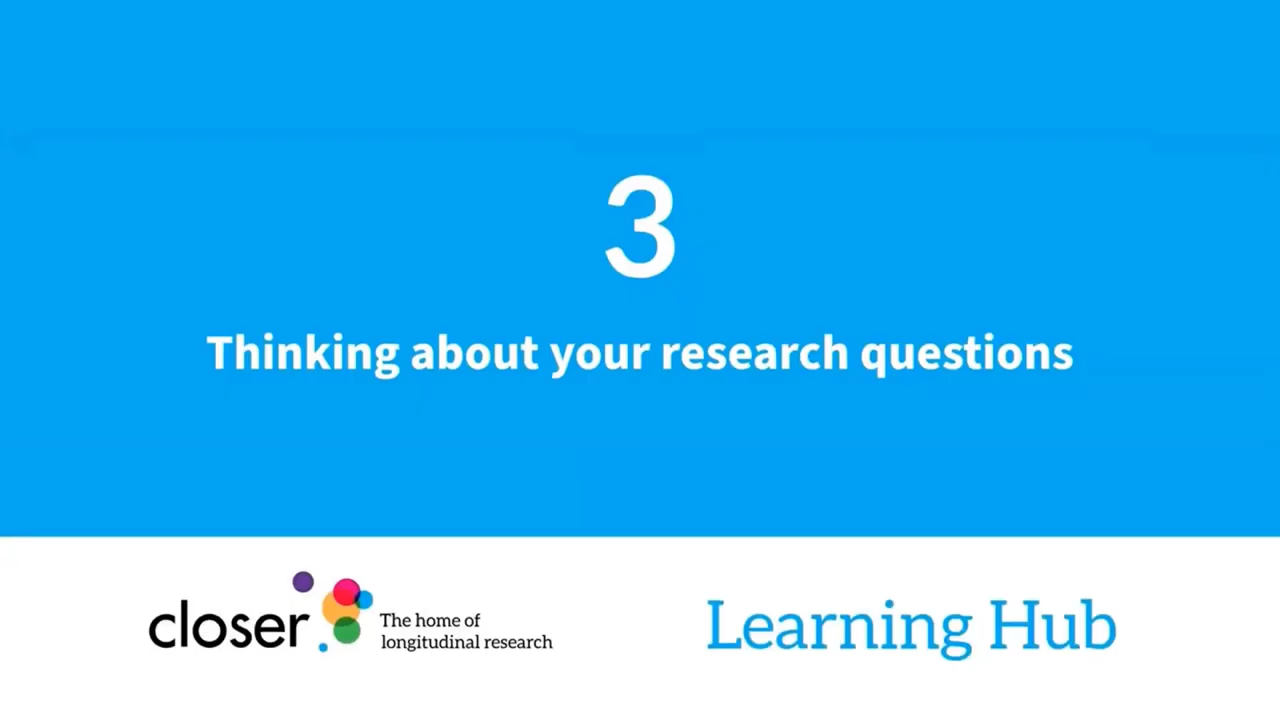 3
Thinking about your research questions
closer
The home of
longitudinal research
Learning Hub